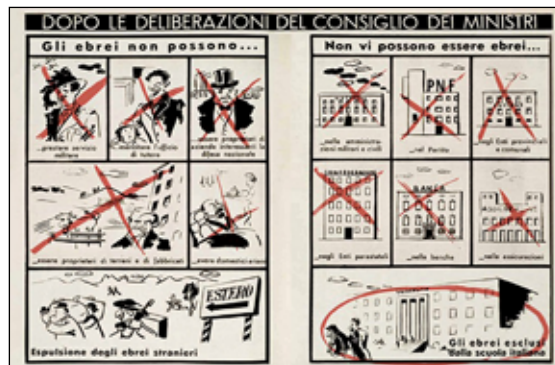 DOPO LE DELIBERAZIONI DEL CONSIGLIO DEI MINISTRI
Gli ebrei non possono...
...prestare servizio
militare
...esercitare l'ufficio
di tutore
...essere proprietari di
aziende interessanti la
difesa nazionale
...essere proprietari di terreni e di fabbricati
...avere domestici ariani
ESTERO
Espulsione degli ebrei stranieri
Non vi possono essere ebrei...
PNF
...nelle amministra-
zioni militari e civili
...nel Partito
...negli Enti provinciali
e comunali
BANCA
...negli Enti parastatali
...nelle banche
...nelle assicurazioni
Gli ebrei esclusi
dalla scuola italiana